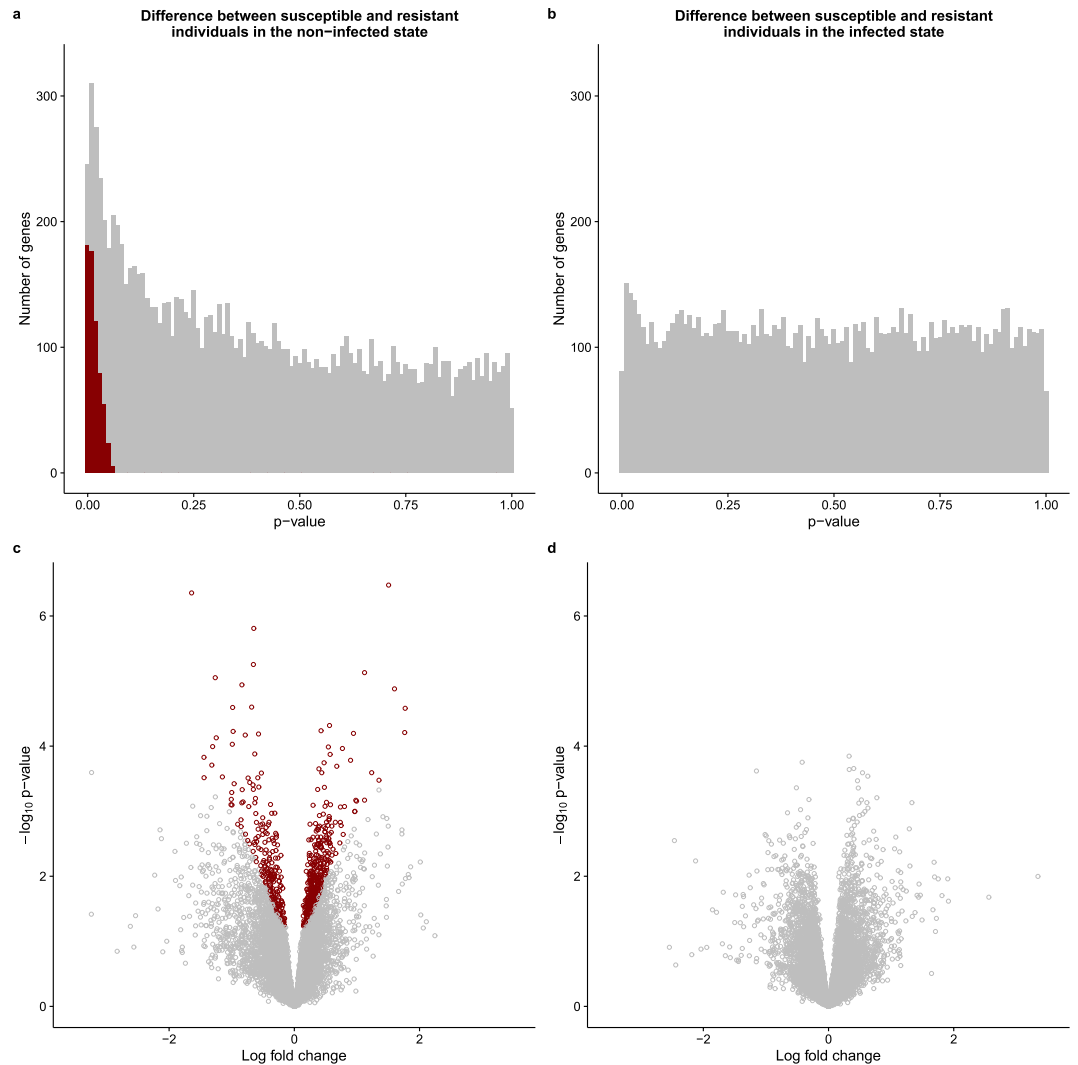 a
Difference between susceptible and resistant
individuals in the non−infected state
300
200
100
0
Number of genes
0.00 0.25 0.50 0.75 1.00
p−value
b
Difference between susceptible and resistant
individuals in the infected state
300
200
100
0
Number of genes
0.00 0.25 0.50 0.75 1.00
p−value
c
6
4
2
0
−log10 p−value
−2 0 2
Log fold change
d
6
4
2
0
−log10 p−value
−2 0 2
Log fold change